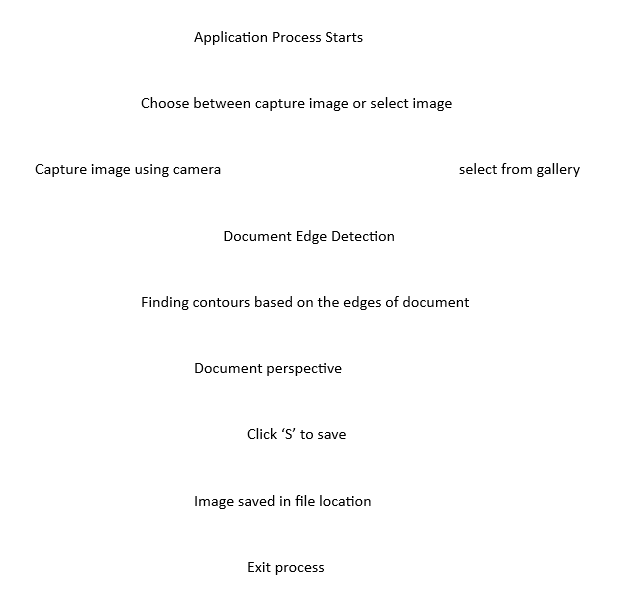 Application Process Starts
Choose between capture image or select image
Capture image using camera
select from gallery
Document Edge Detection
Finding contours based on the edges of document
Document perspective
Click ‘S’ to save
Image saved in file location
Exit process